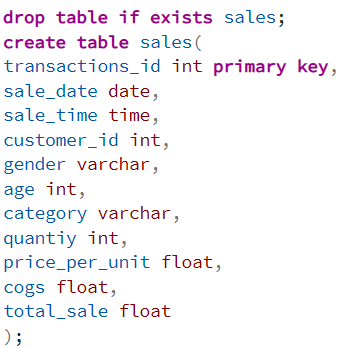 drop table if exists sales;
create table sales(
transactions_id int primary key,
sale_date date,
sale_time time,
customer_id int,
gender varchar,
age int,
category varchar,
quantiy int,
price_per_unit float,
cogs float,
total_sale float
);